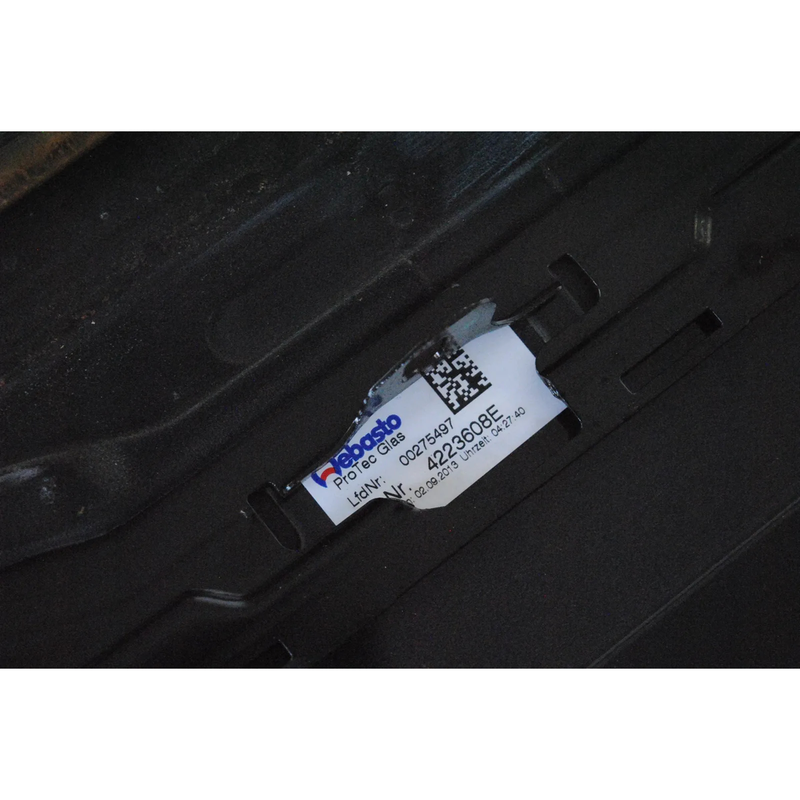 Webasto
ProTec Glas
LfdNr: 00275497
Nr. 4223608E
02.09.2013 Uhrzeit: 04:27:40